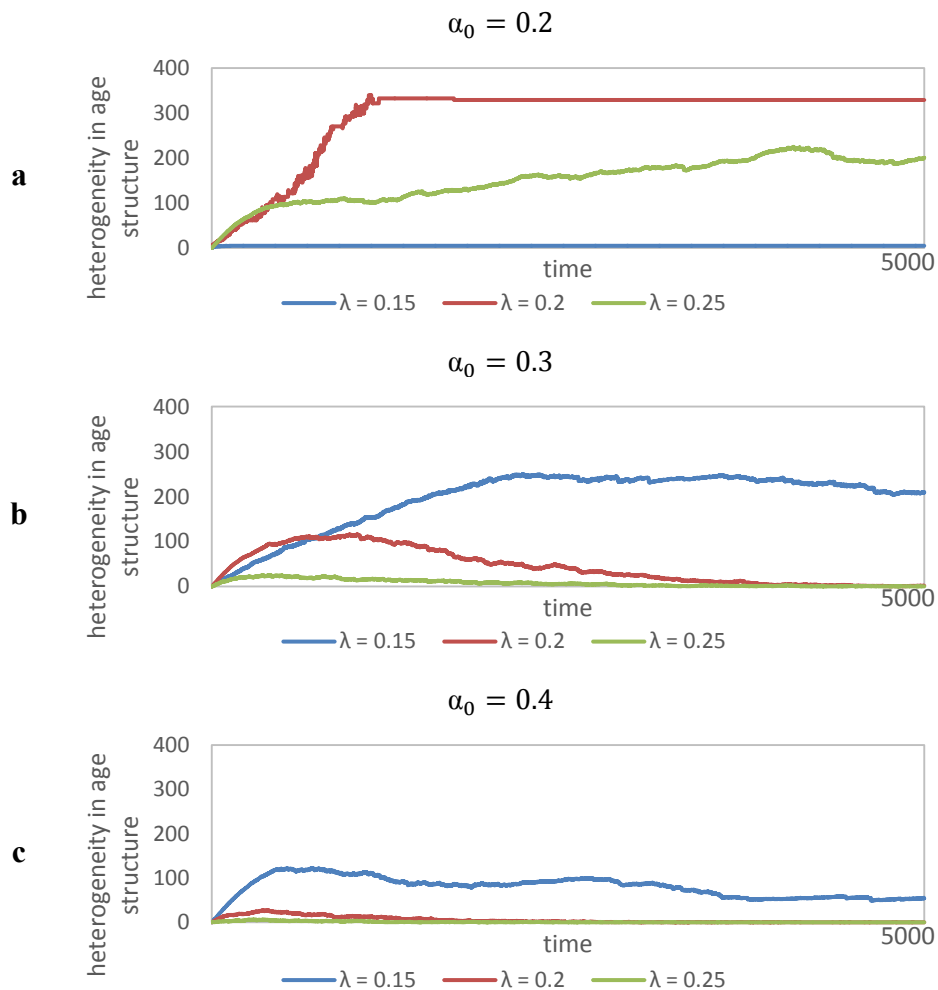 α₀ = 0.2
a
heterogeneity in age
structure
400
300
200
100
0
time
5000
λ = 0.15 λ = 0.2 λ = 0.25
α₀ = 0.3
b
heterogeneity in age
structure
400
300
200
100
0
time
5000
λ = 0.15 λ = 0.2 λ = 0.25
α₀ = 0.4
c
heterogeneity in age
structure
400
300
200
100
0
time
5000
λ = 0.15 λ = 0.2 λ = 0.25